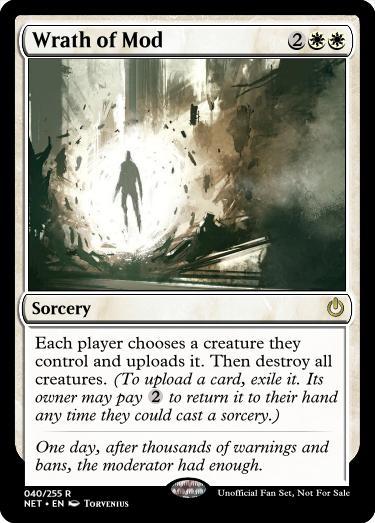 Wrath of Mod 2
Sorcery
Each player chooses a creature they
control and uploads it. Then destroy all
creatures. (To upload a card, exile it. Its
owner may pay 2 to return it to their hand
any time they could cast a sorcery.)
One day, after thousands of warnings and
bans, the moderator had enough.
040/255 R
NET • EN Torvenius
Unofficial Fan Set, Not For Sale